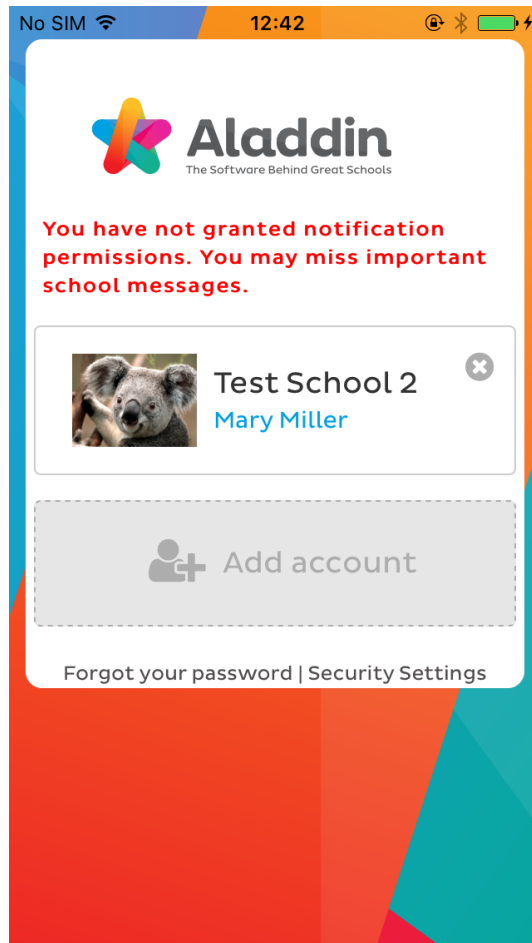 No SIM 12:42
Aladdin
The Software Behind Great Schools
You have not granted notification
permissions. You may miss important
school messages.
Test School 2
Mary Miller
Add account
Forgot your password | Security Settings